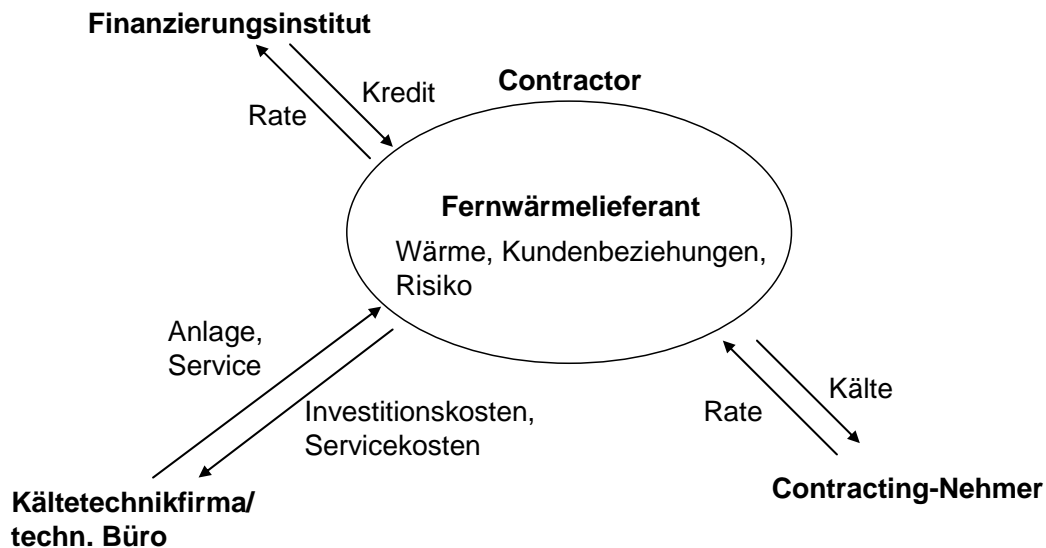 Finanzierungsinstitut
Kredit
Rate
Contractor
Fernwärmelieferant
Wärme, Kundenbeziehungen,
Risiko
Anlage,
Service
Investitionskosten,
Servicekosten
Rate
Kälte
Kältetechnikfirma/
techn. Büro
Contracting-Nehmer